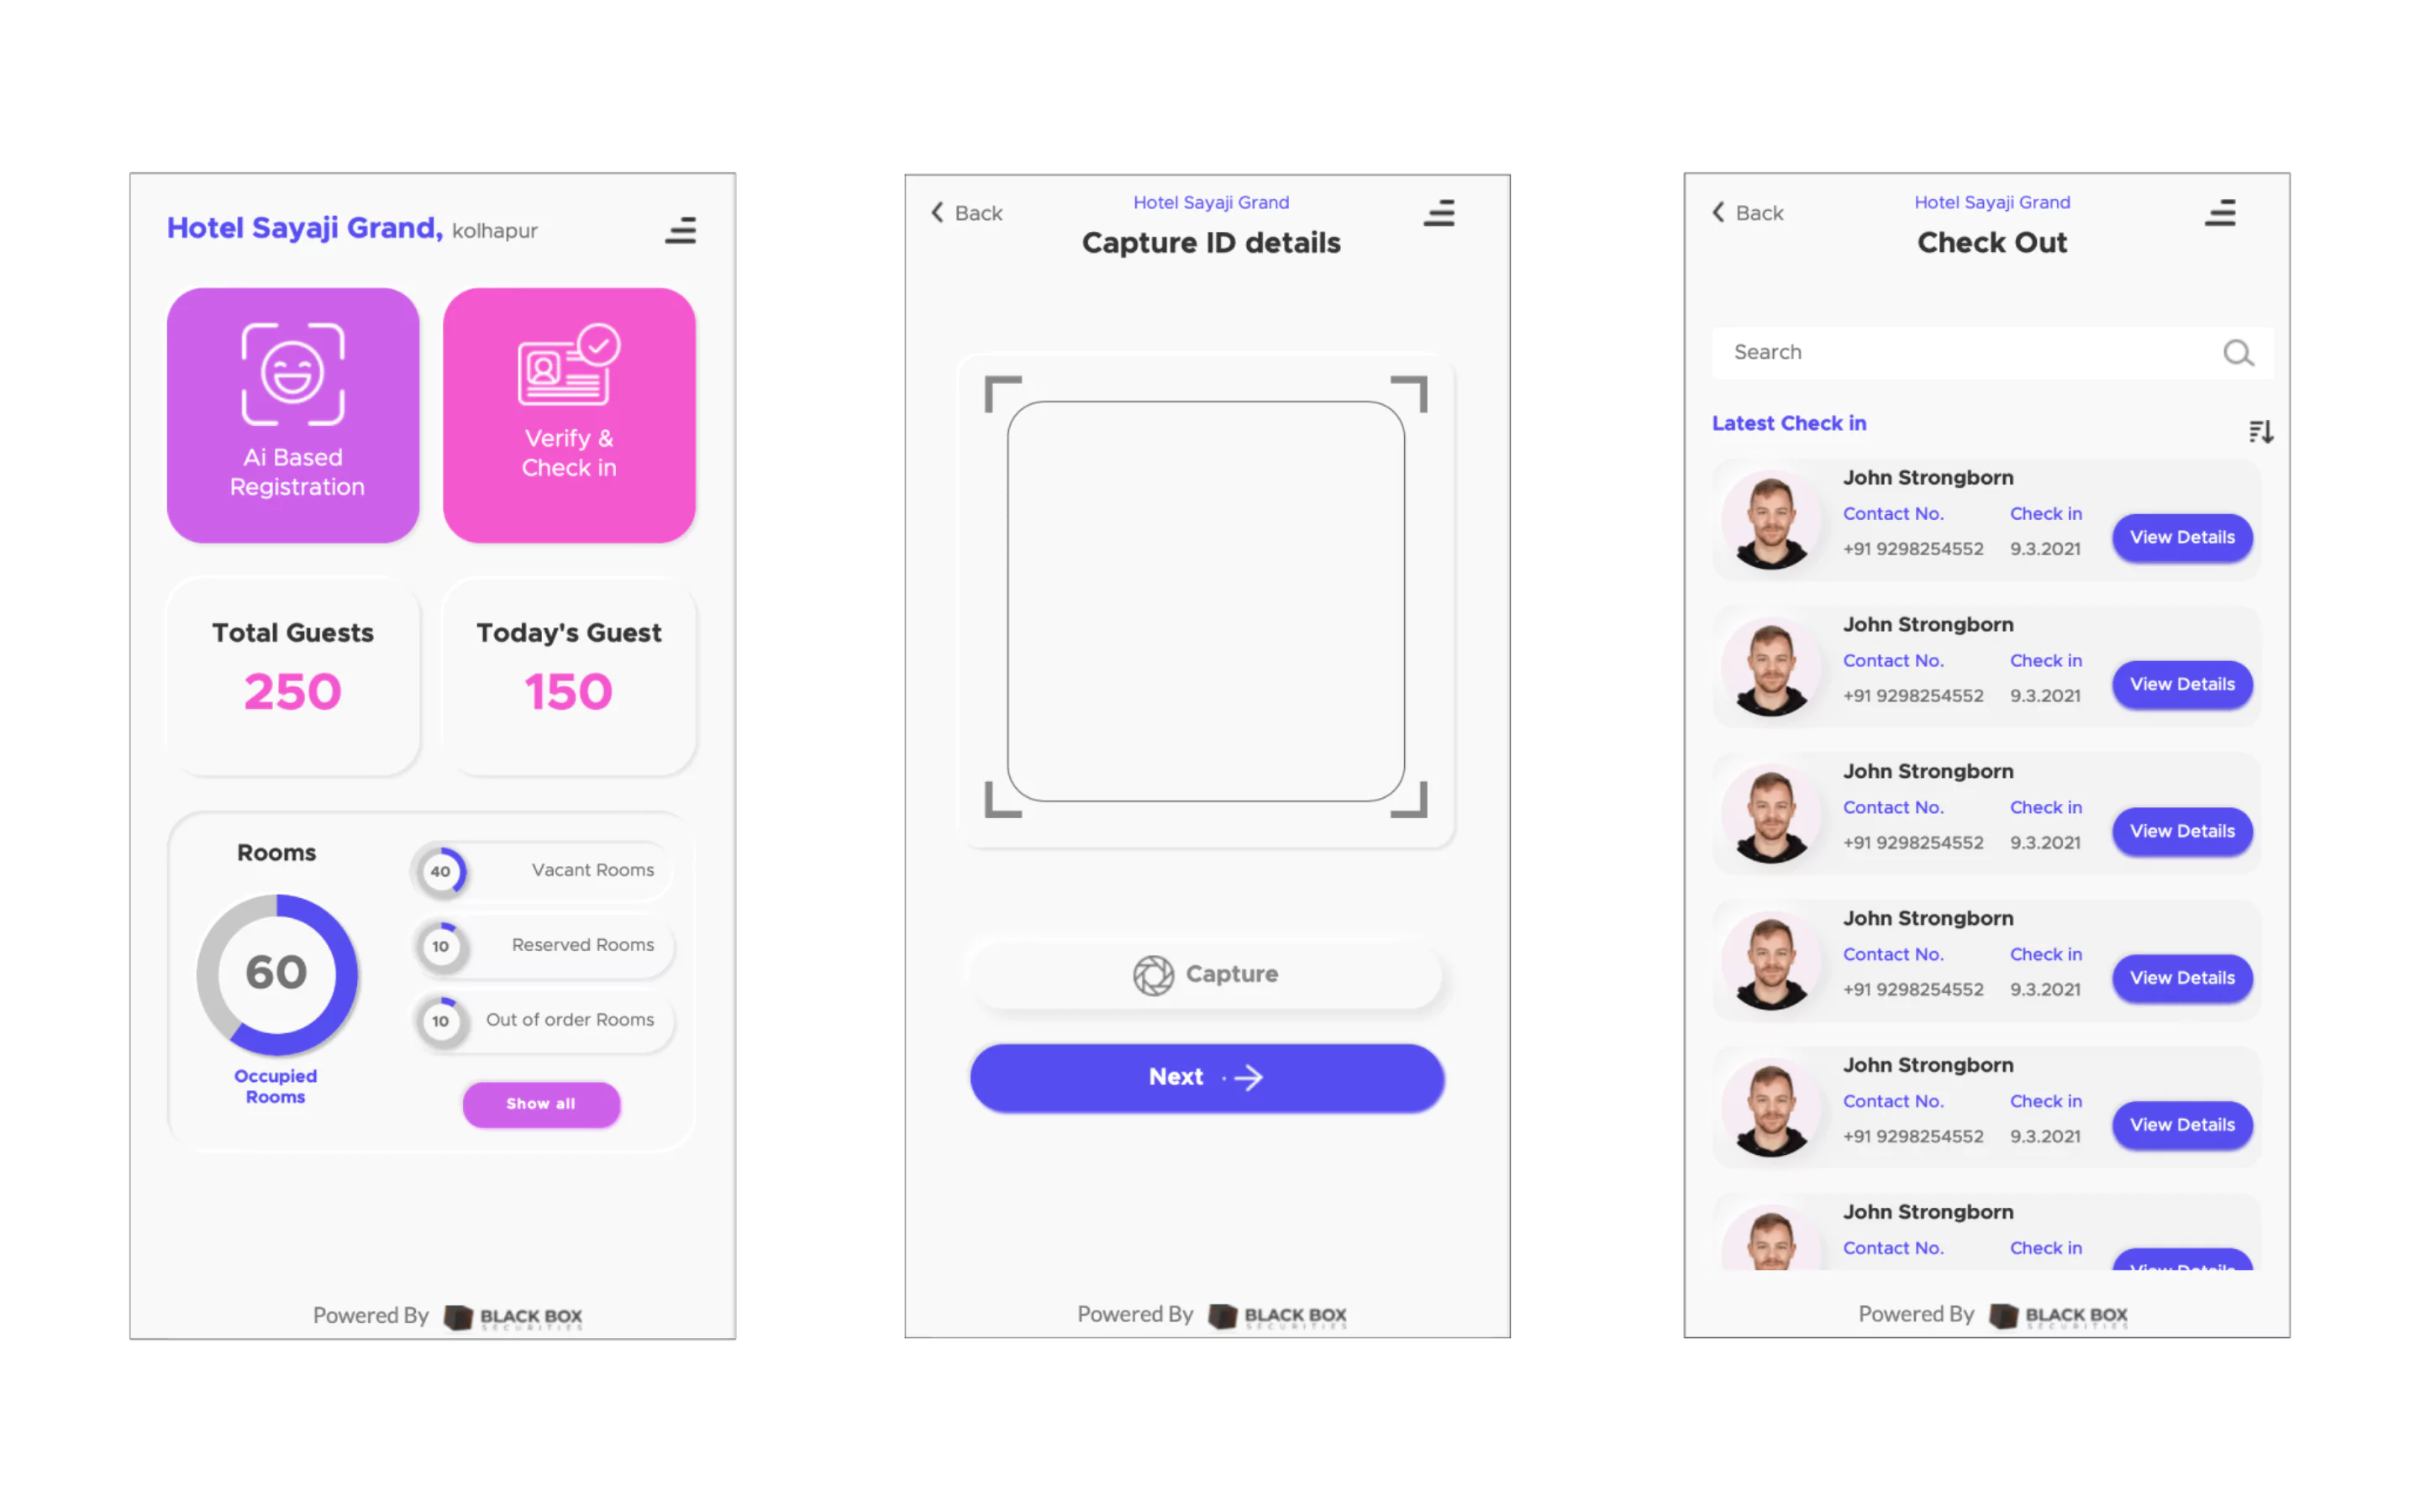 Hotel Sayaji Grand, kolhapur
Ai Based
Registration
Verify &
Check in
Total Guests
250
Today's Guest
150
Rooms
60
Occupied
Rooms
40
Vacant Rooms
10
Reserved Rooms
10
Out of order Rooms
Show all
Powered By BLACK BOX
SECURITIES
Back
Hotel Sayaji Grand
Capture ID details
Capture
Next
Powered By BLACK BOX
SECURITIES
Back
Hotel Sayaji Grand
Check Out
Search
Latest Check in
John Strongborn
Contact No. Check in
+91 9298254552 9.3.2021
View Details
John Strongborn
Contact No. Check in
+91 9298254552 9.3.2021
View Details
John Strongborn
Contact No. Check in
+91 9298254552 9.3.2021
View Details
John Strongborn
Contact No. Check in
+91 9298254552 9.3.2021
View Details
John Strongborn
Contact No. Check in
+91 9298254552 9.3.2021
View Details
John Strongborn
Contact No. Check in
View Details
Powered By BLACK BOX
SECURITIES